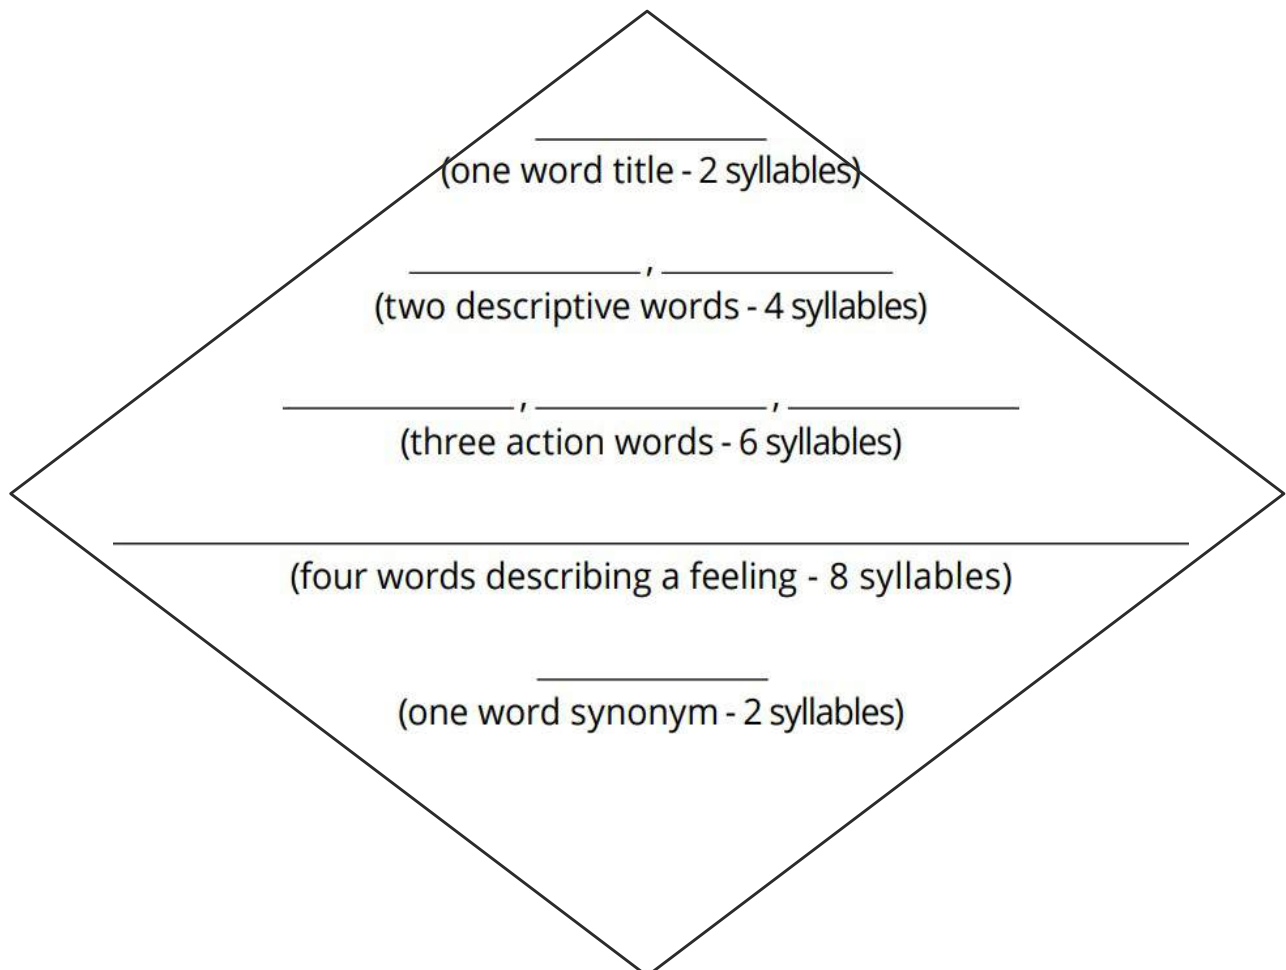 (one word title - 2 syllables)
,
(two descriptive words - 4 syllables)
, ,
(three action words - 6 syllables)
(four words describing a feeling - 8 syllables)
(one word synonym - 2 syllables)